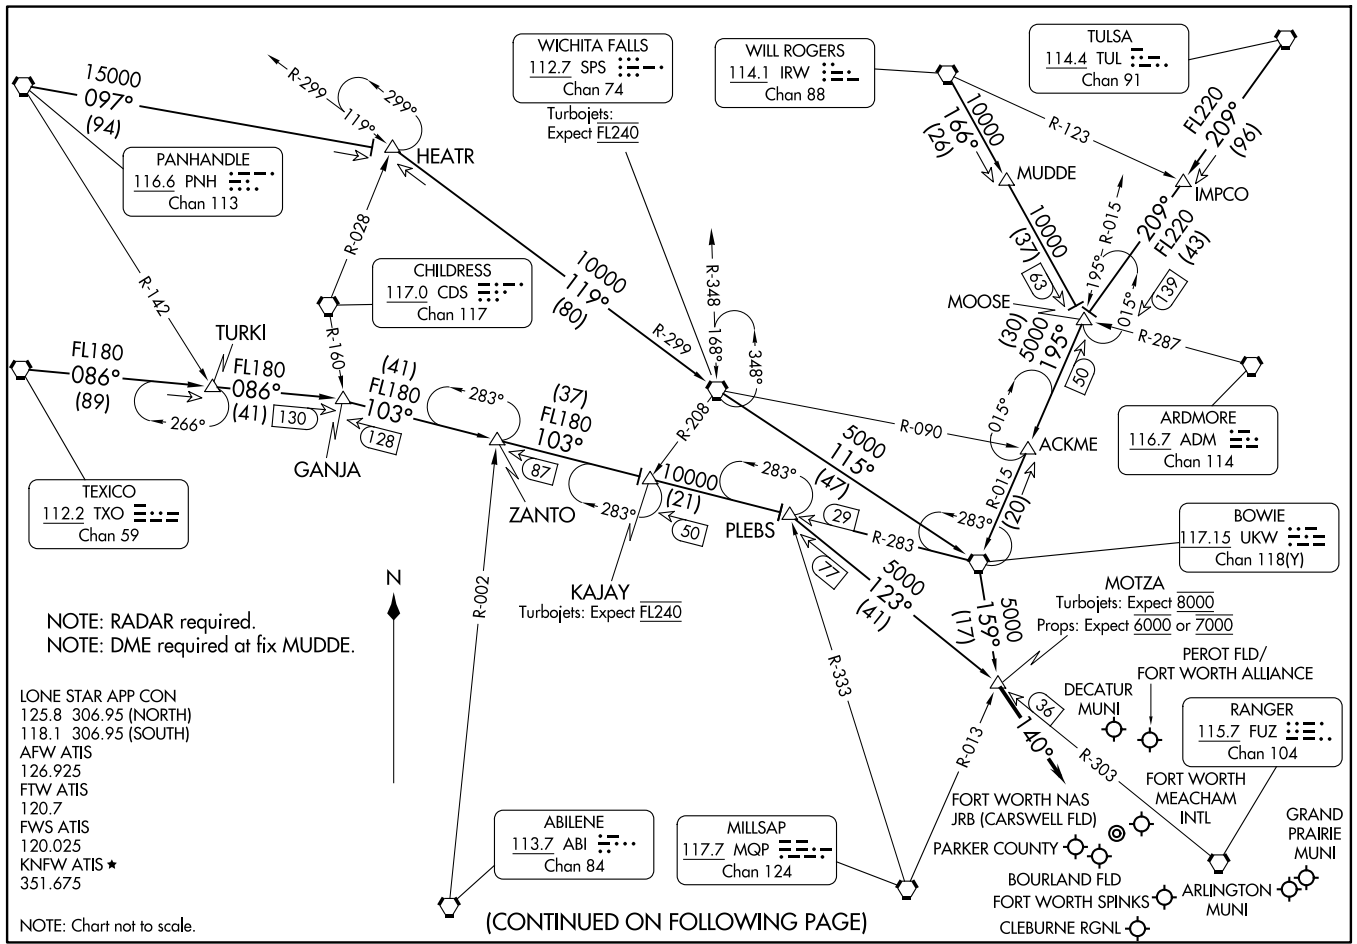 15000
097°
(94)
R-299
119°
299°
HEATR
PANHANDLE
116.6 PNH
Chan 113
R-142
R-028
WICHITA FALLS
112.7 SPS
Chan 74
Turbojets:
Expect FL240
WILL ROGERS
114.1 IRW
Chan 88
TULSA
114.4 TUL
Chan 91
10000
166°
(26)
R-123
FL220
209°
(96)
MUDDE
IMPCO
10000
(37)
63
195°
R-015
209°
FL220
(43)
139
015°
MOOSE
R-287
ARDMORE
116.7 ADM
Chan 114
(30)
5000
195°
50
015°
ACKME
CHILDRESS
117.0 CDS
Chan 117
10000
119°
(80)
R-299
R-348
168°
348°
R-160
TURKI
FL180
086°
(89)
266°
FL180
086°
(41)
130
GANJA
(41)
FL180
103°
128
283°
(37)
FL180
103°
87
ZANTO
R-208
R-090
5000
115°
(47)
283°
50
10000
(21)
283°
PLEBS
29
R-283
283°
R-015
(20)
TEXICO
112.2 TXO
Chan 59
KAJAY
Turbojets: Expect FL240
77
5000
123°
(41)
BOWIE
117.15 UKW
Chan 118(Y)
5000
159°
(17)
MOTZA
Turbojets: Expect 8000
Props: Expect 6000 or 7000
N
NOTE: RADAR required.
NOTE: DME required at fix MUDDE.
R-002
R-333
R-013
36
140°
R-303
DECATUR
MUNI
PEROT FLD/
FORT WORTH ALLIANCE
RANGER
115.7 FUZ
Chan 104
LONE STAR APP CON
125.8 306.95 (NORTH)
118.1 306.95 (SOUTH)
AFW ATIS
126.925
FTW ATIS
120.7
FWS ATIS
120.025
KNFW ATIS ★
351.675
ABILENE
113.7 ABI
Chan 84
MILLSAP
117.7 MQP
Chan 124
FORT WORTH NAS
JRB (CARSWELL FLD)
FORT WORTH
MEACHAM
INTL
PARKER COUNTY
BOURLAND FLD
FORT WORTH SPINKS
CLEBURNE RGNL
ARLINGTON
MUNI
GRAND
PRAIRIE
MUNI
NOTE: Chart not to scale.
(CONTINUED ON FOLLOWING PAGE)